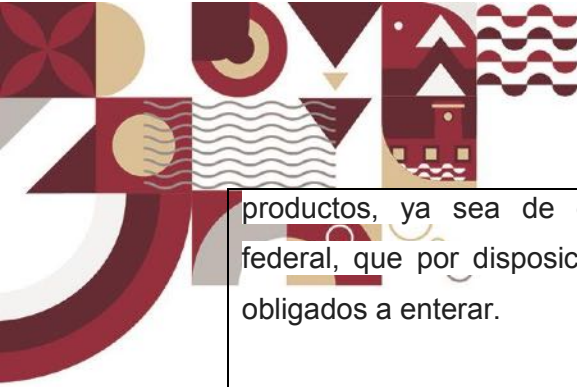 productos, ya sea de
federal, que por disposic
obligados a enterar.